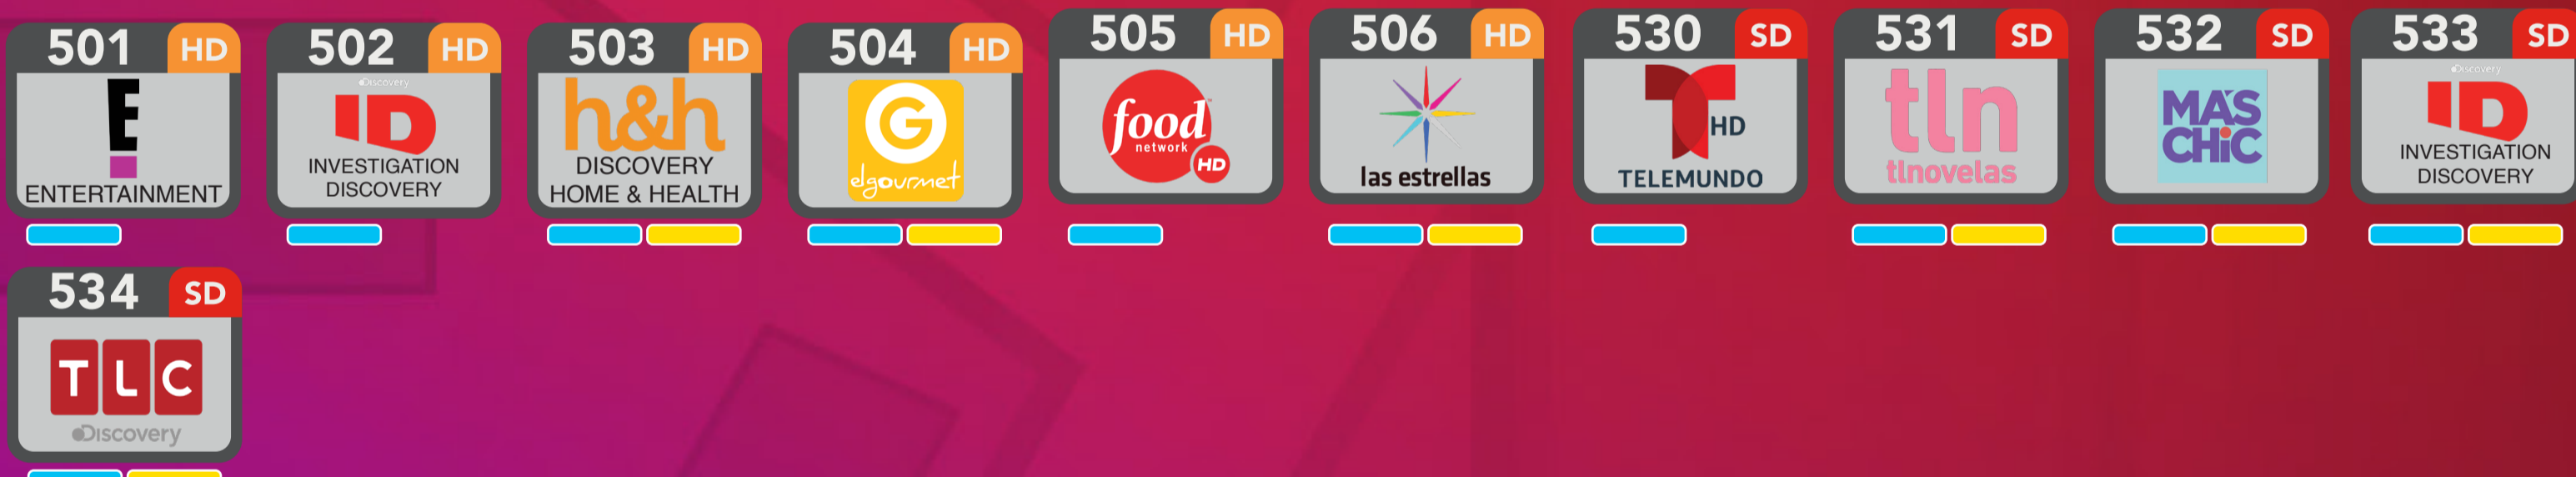 501 HD
E!
ENTERTAINMENT
502 HD
Discovery
ID
INVESTIGATION
DISCOVERY
503 HD
h&h
DISCOVERY
HOME & HEALTH
504 HD
G
elgourmet
505 HD
food
network
HD
506 HD
las estrellas
530 SD
T
HD
TELEMUNDO
531 SD
tln
tlnovelas
532 SD
MÁS
CHiC
533 SD
Discovery
ID
INVESTIGATION
DISCOVERY
534 SD
TLC
Discovery